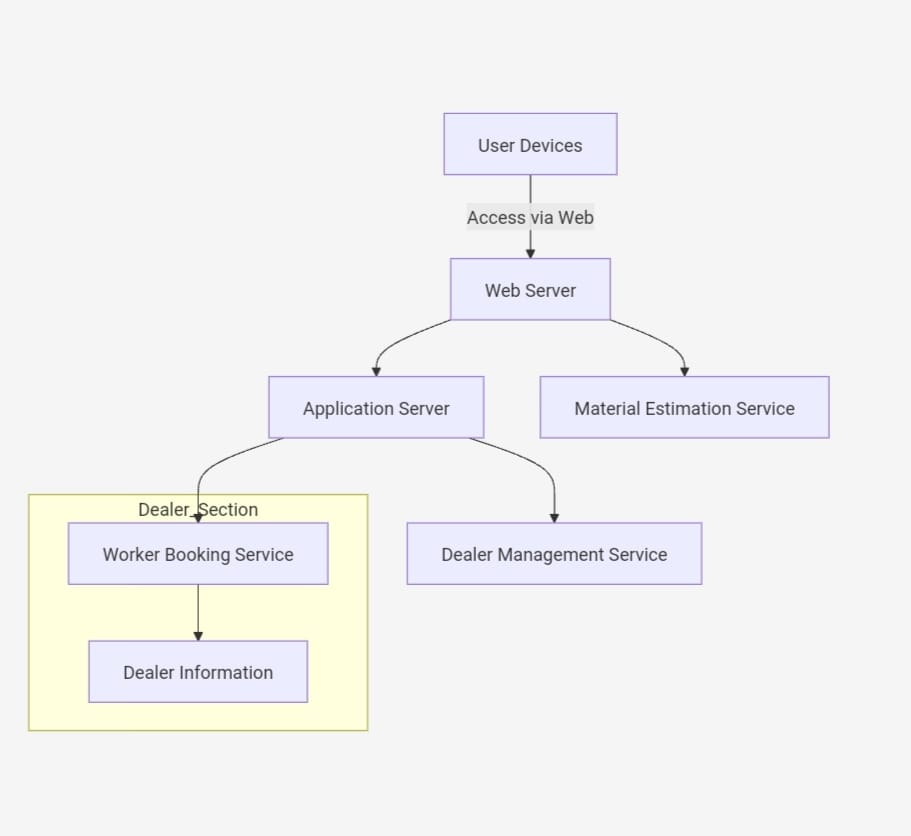 User Devices
Access via Web
Web Server
Application Server
Material Estimation Service
Dealer_Section
Worker Booking Service
Dealer Management Service
Dealer Information